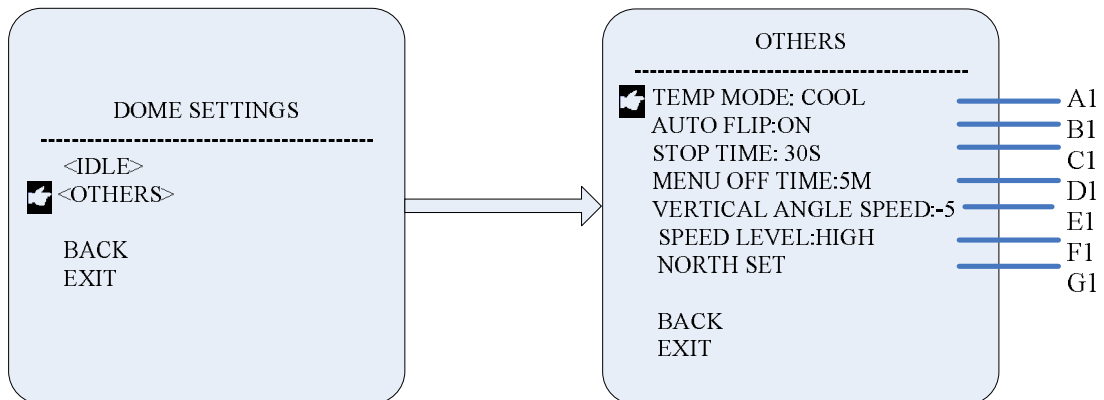 DOME SETTINGS
<IDLE>
<OTHERS>
BACK
EXIT
OTHERS
TEMP MODE: COOL
AUTO FLIP:ON
STOP TIME: 30S
MENU OFF TIME:5M
VERTICAL ANGLE SPEED:-5
SPEED LEVEL:HIGH
NORTH SET
BACK
EXIT
A1
B1
C1
D1
E1
F1
G1